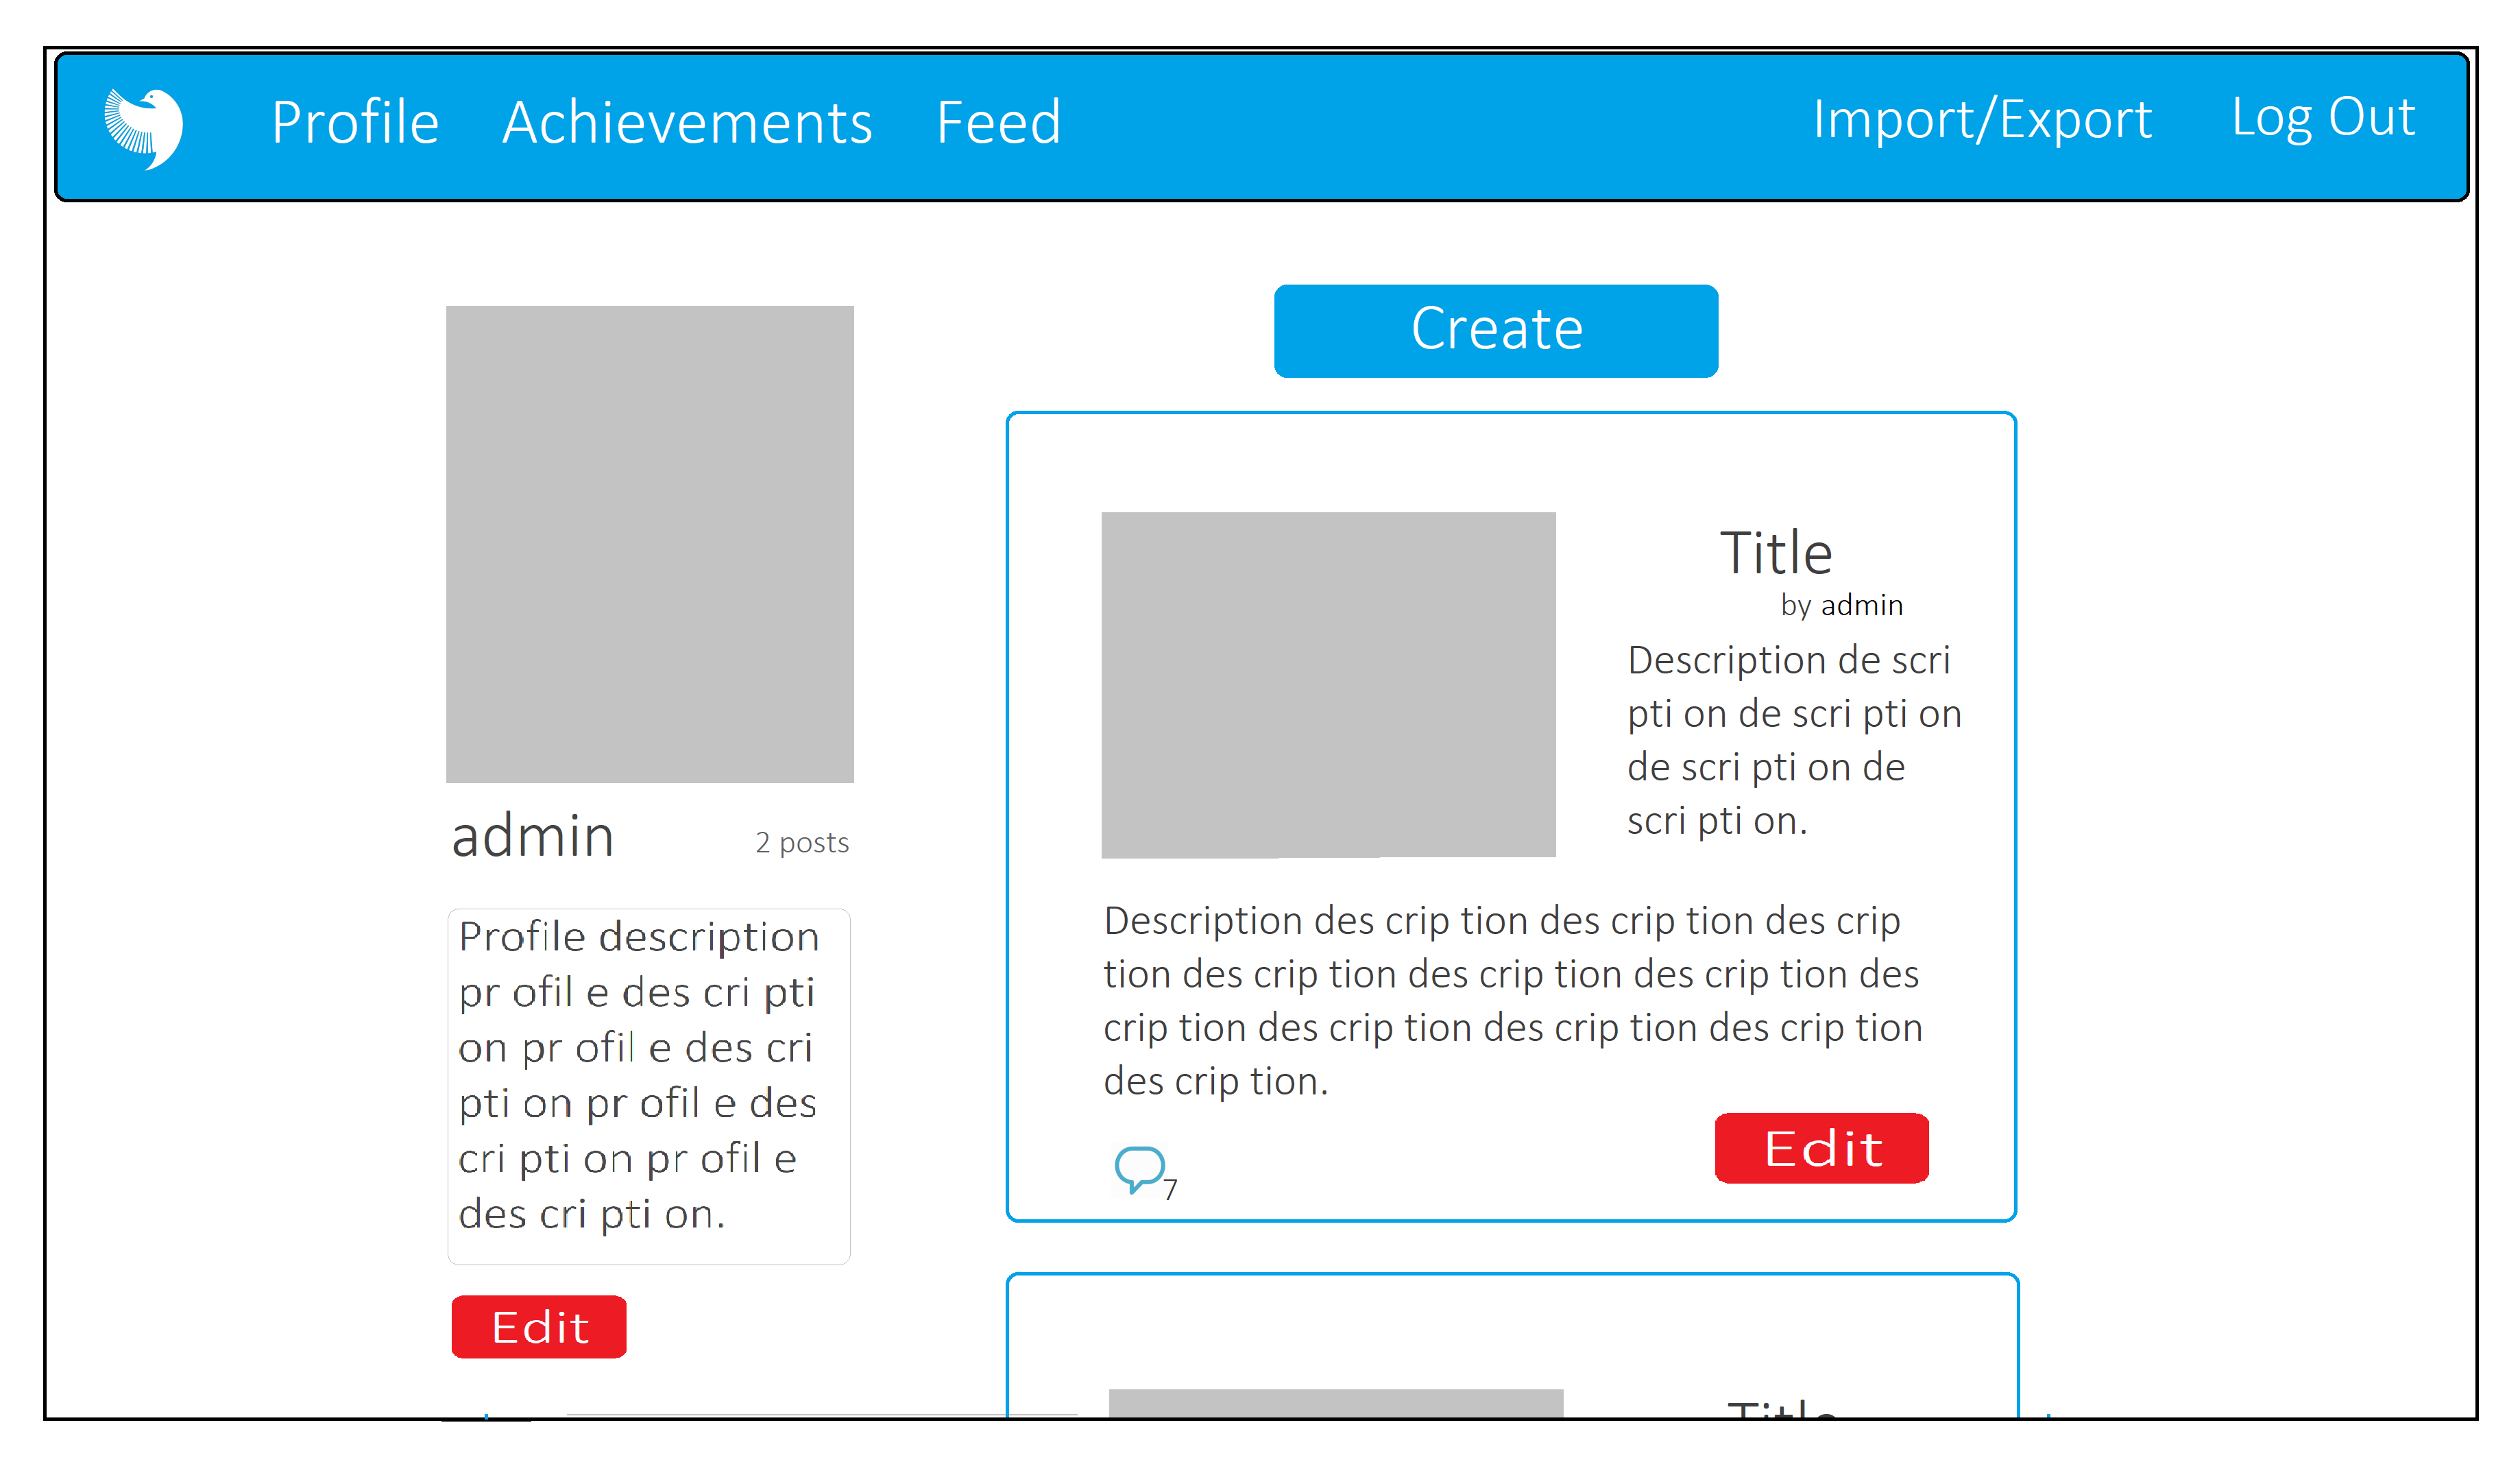 Profile Achievements Feed Import/Export Log Out
Create
admin 2 posts
Profile description
pr ofil e des cri pti
on pr ofil e des cri
pti on pr ofil e des
cri pti on pr ofil e
des cri pti on.
Edit
Title
by admin
Description de scri
pti on de scri pti on
de scri pti on de
scri pti on.
Description des crip tion des crip tion des crip
tion des crip tion des crip tion des crip tion des
crip tion des crip tion des crip tion des crip tion
des crip tion.
7
Edit
Title